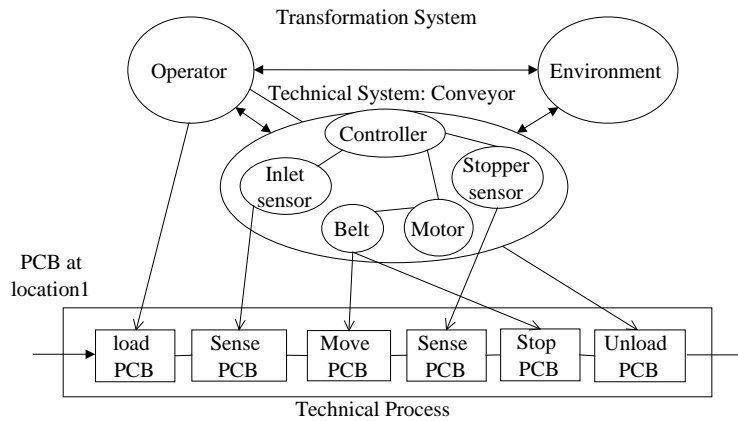 Transformation System
Operator
Environment
Technical System: Conveyor
Controller
Inlet
sensor
Stopper
sensor
Belt
Motor
PCB at
location1
load
PCB
Sense
PCB
Move
PCB
Sense
PCB
Stop
PCB
Unload
PCB
Technical Process